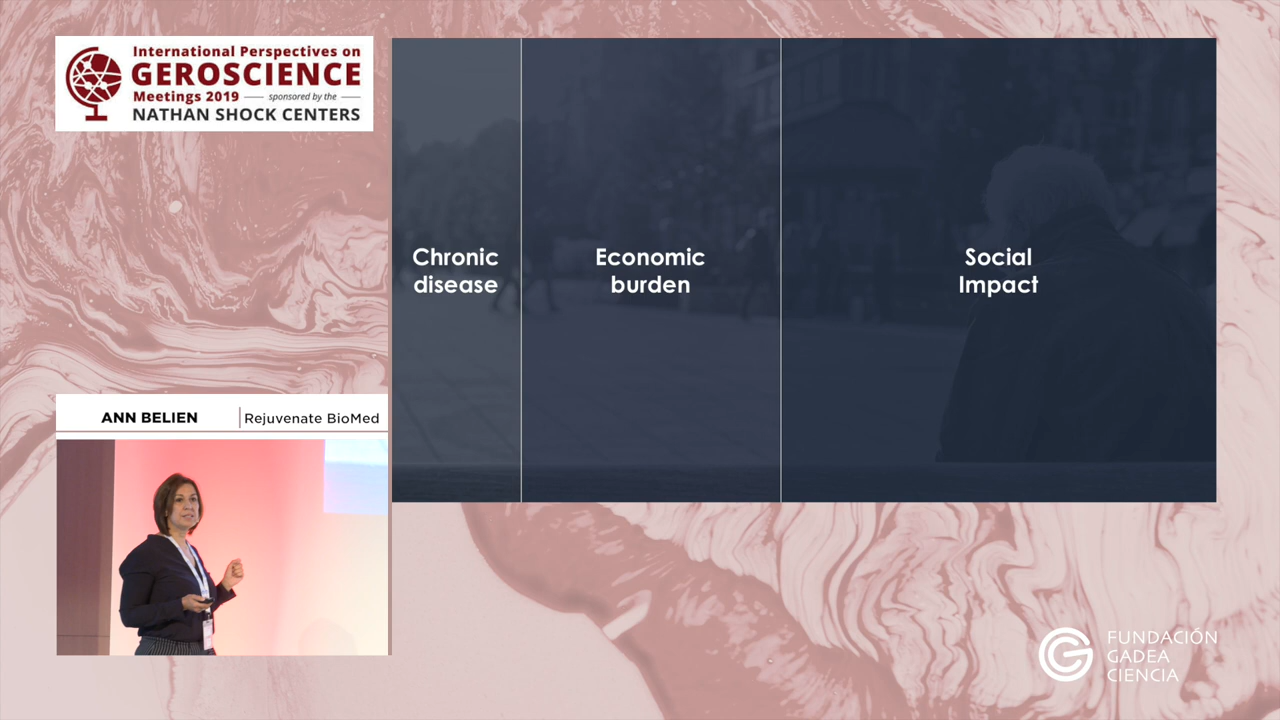 International Perspectives on
GEROSCIENCE
Meetings 2019 — sponsored by the —
NATHAN SHOCK CENTERS
Chronic
disease
Economic
burden
Social
Impact
ANN BELIEN
Rejuvenate BioMed
FUNDACIÓN
GADEA
CIENCIA